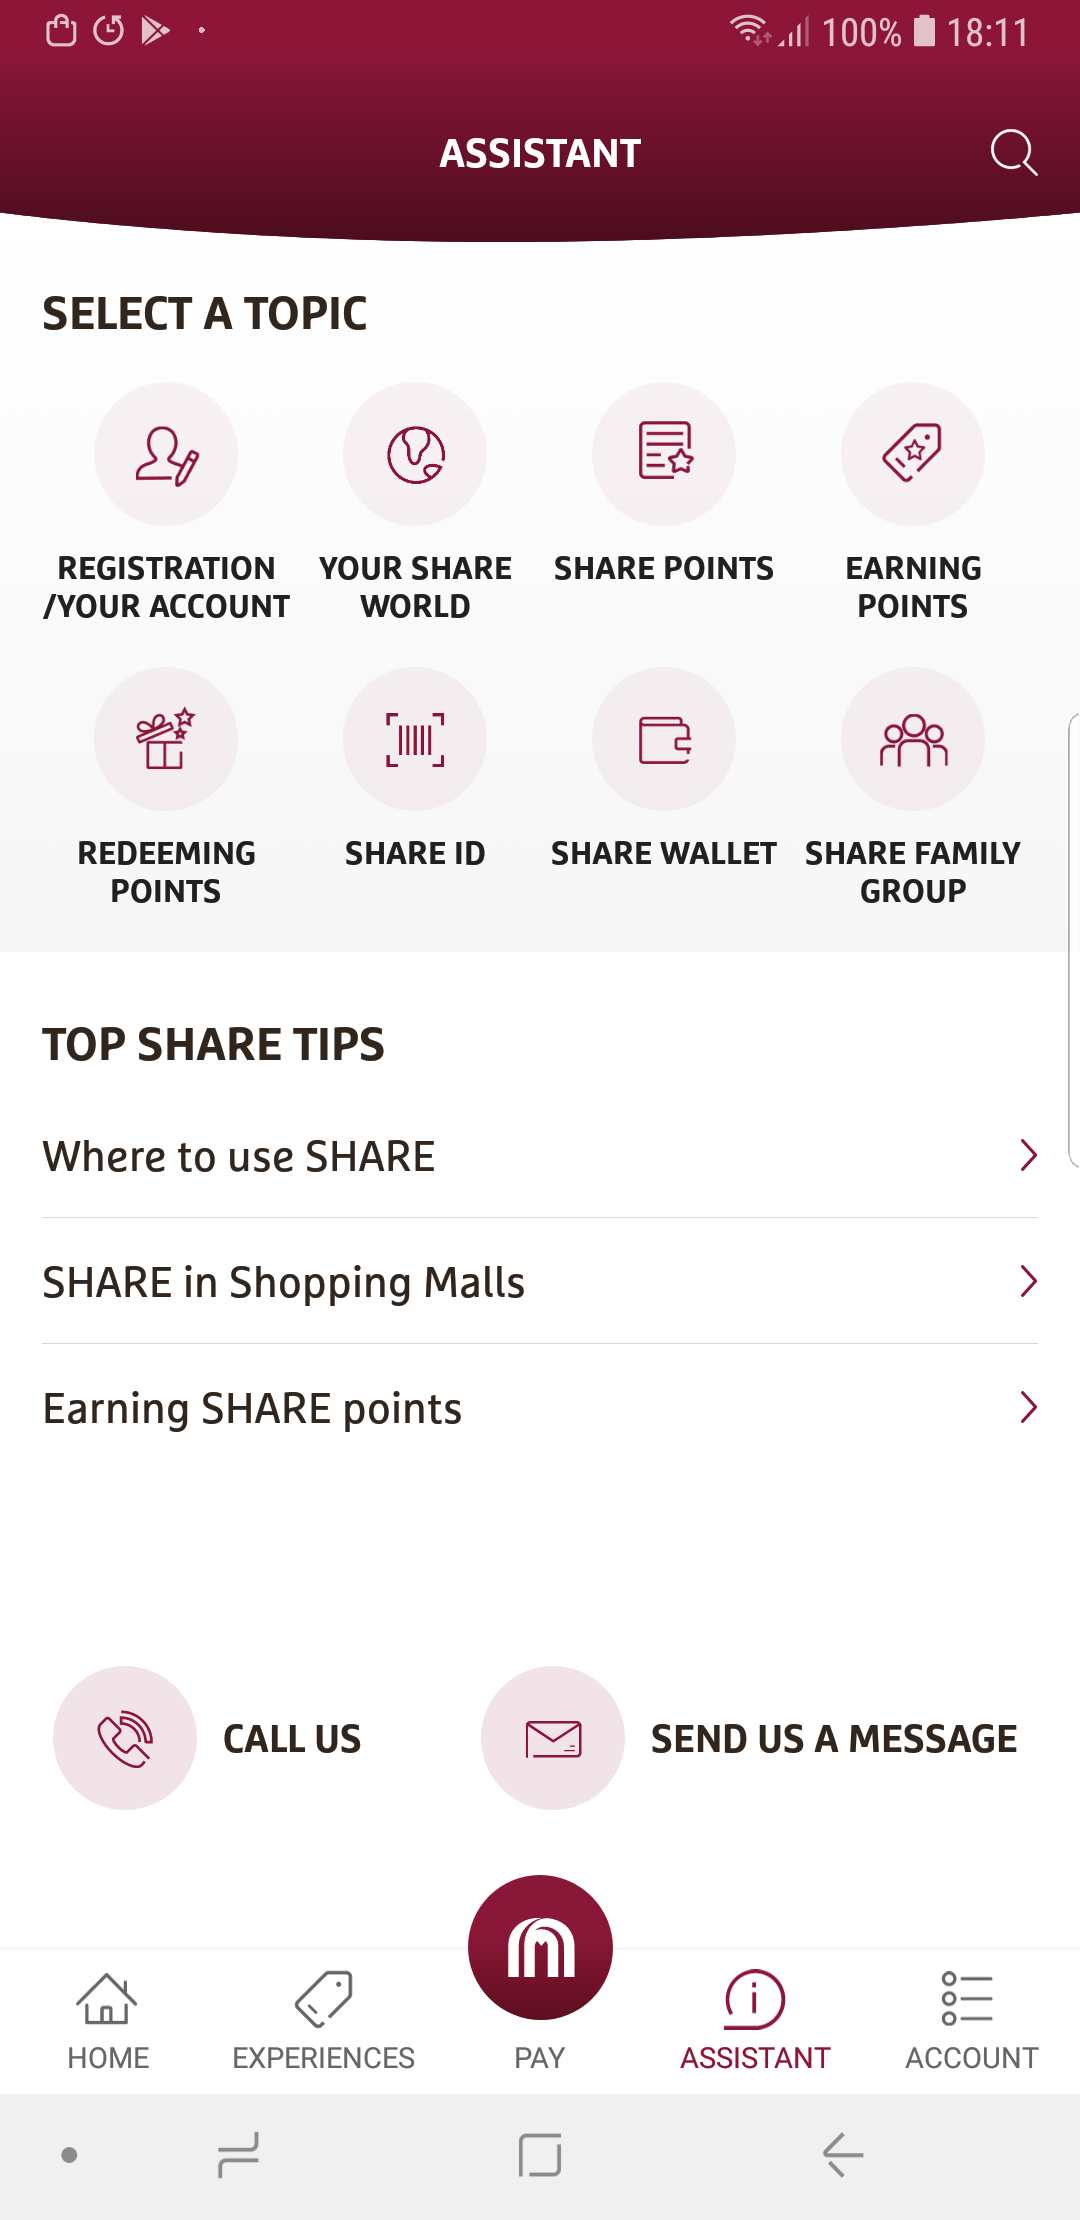 100% 18:11
ASSISTANT
SELECT A TOPIC
REGISTRATION
/YOUR ACCOUNT
YOUR SHARE
WORLD
SHARE POINTS
EARNING
POINTS
REDEEMING
POINTS
SHARE ID
SHARE WALLET
SHARE FAMILY
GROUP
TOP SHARE TIPS
Where to use SHARE
SHARE in Shopping Malls
Earning SHARE points
CALL US
SEND US A MESSAGE
HOME
EXPERIENCES
PAY
ASSISTANT
ACCOUNT